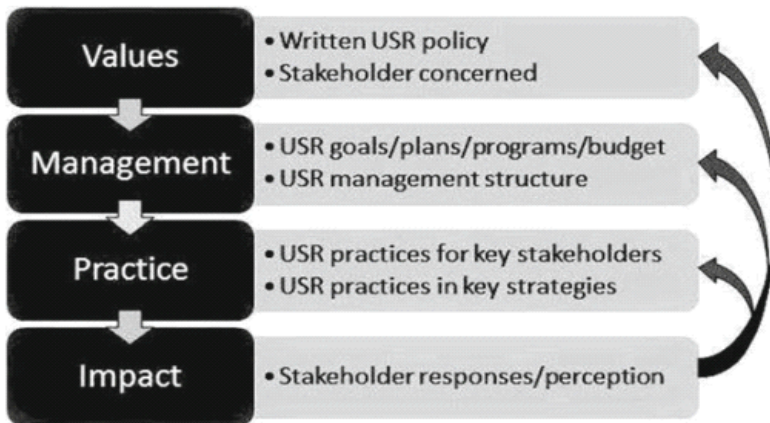 Values
• Written USR policy
• Stakeholder concerned
Management
• USR goals/plans/programs/budget
• USR management structure
Practice
• USR practices for key stakeholders
• USR practices in key strategies
Impact
• Stakeholder responses/perception